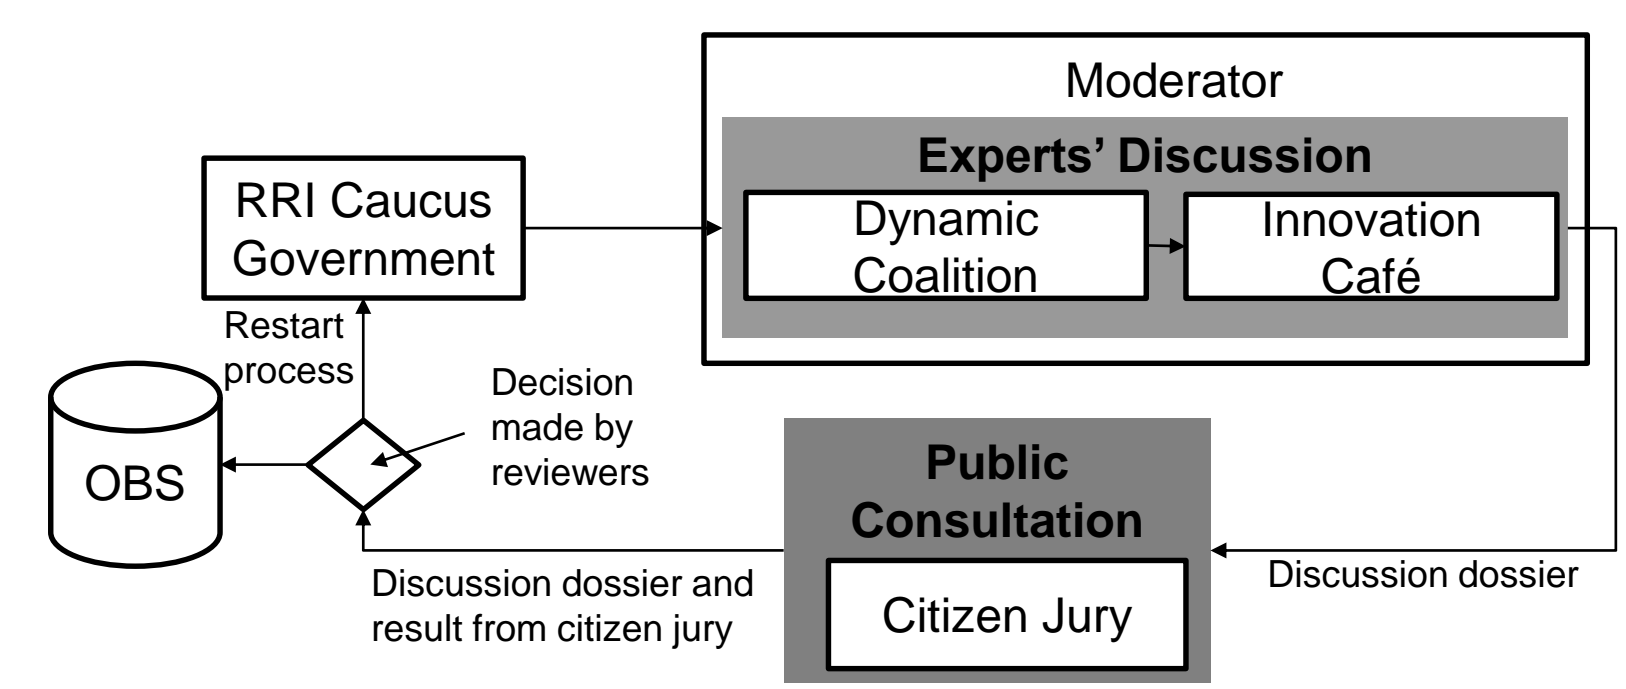 Moderator
Experts’ Discussion
RRI Caucus
Government
Dynamic
Coalition
Innovation
Café
Restart
process
Decision
made by
reviewers
OBS
Public
Consultation
Citizen Jury
Discussion dossier and
result from citizen jury
Discussion dossier